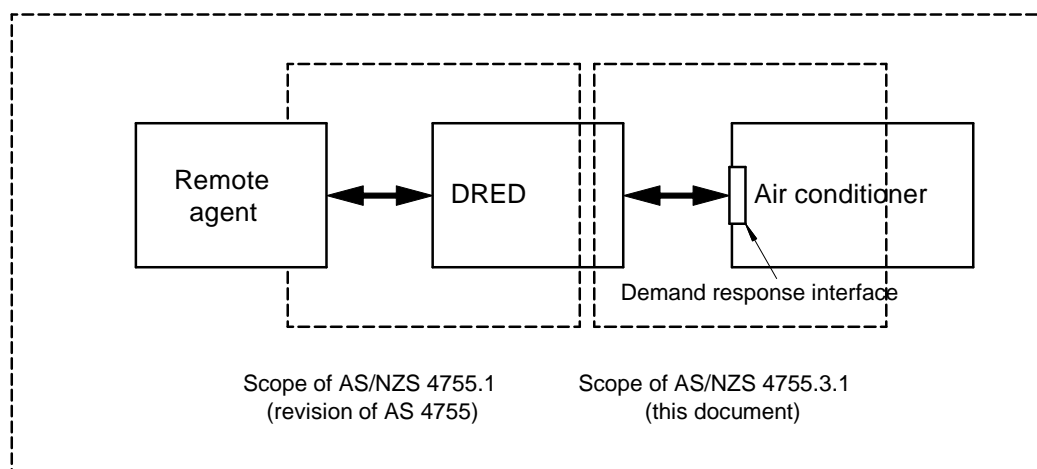 Remote
agent
DRED
Air conditioner
Demand response interface
Scope of AS/NZS 4755.1
(revision of AS 4755)
Scope of AS/NZS 4755.3.1
(this document)